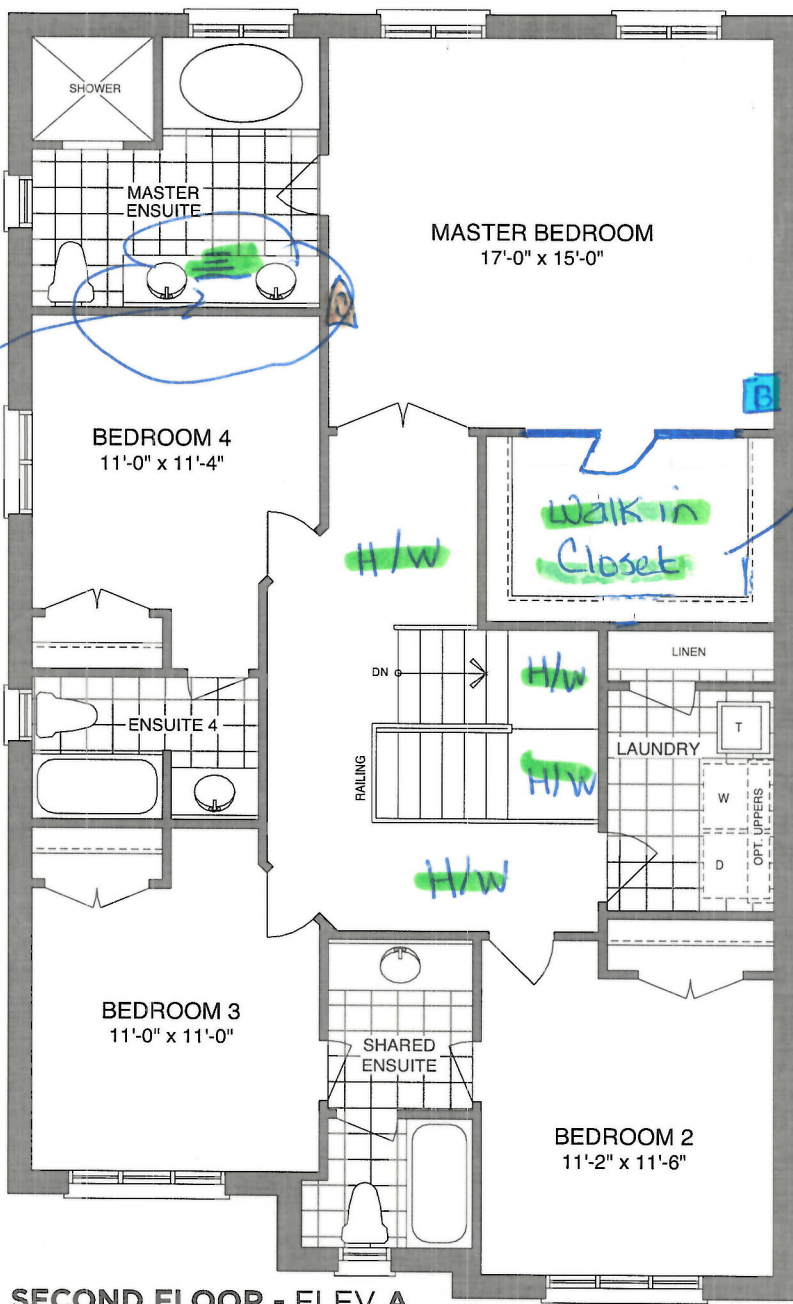 SHOWER
MASTER
ENSUITE
MASTER BEDROOM
17'-0" x 15'-0"
B
BEDROOM 4
11'-0" x 11'-4"
Walk in
Closet
H/W
LINEN
DN
H/W
ENSUITE 4
LAUNDRY
T
RAILING
H/W
W
OPT. UPPERS
D
H/W
BEDROOM 3
11'-0" x 11'-0"
SHARED
ENSUITE
BEDROOM 2
11'-2" x 11'-6"
SECOND FLOOR - ELEV A